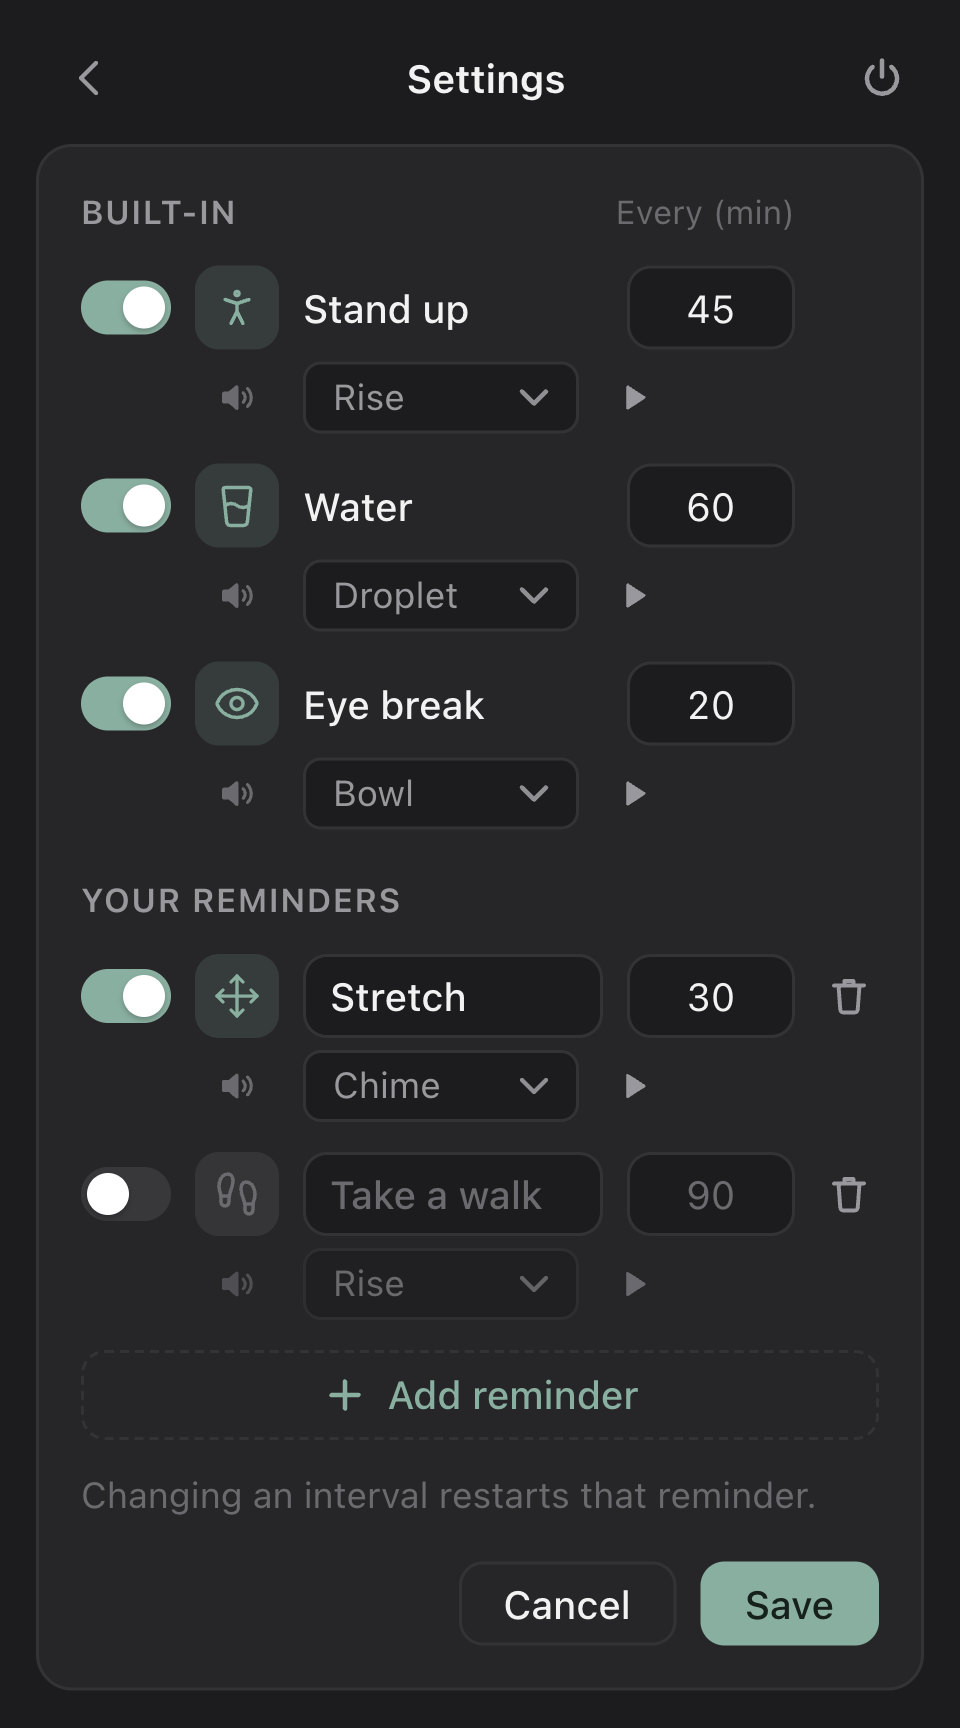 Settings
BUILT-IN Every (min)
Stand up 45
Rise
Water 60
Droplet
Eye break 20
Bowl
YOUR REMINDERS
Stretch 30
Chime
Take a walk 90
Rise
+ Add reminder
Changing an interval restarts that reminder.
Cancel Save